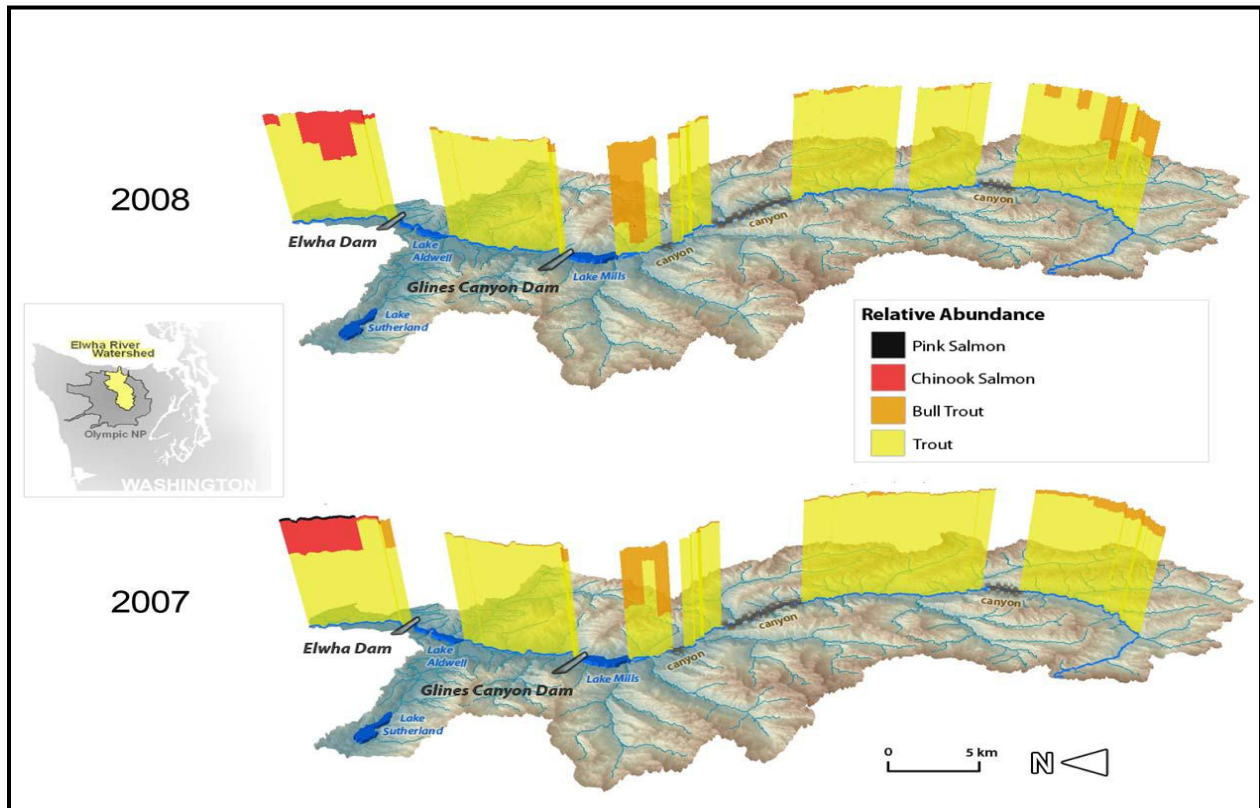 2008
Elwha Dam
Lake
Aldwell
Glines Canyon Dam
Lake Mills
canyon
canyon
canyon
Lake
Sutherland
Elwha River
Watershed
Olympic NP
WASHINGTON
Relative Abundance
Pink Salmon
Chinook Salmon
Bull Trout
Trout
2007
Elwha Dam
Lake
Aldwell
Glines Canyon Dam
Lake Mills
canyon
canyon
canyon
Lake
Sutherland
0 5 km
N